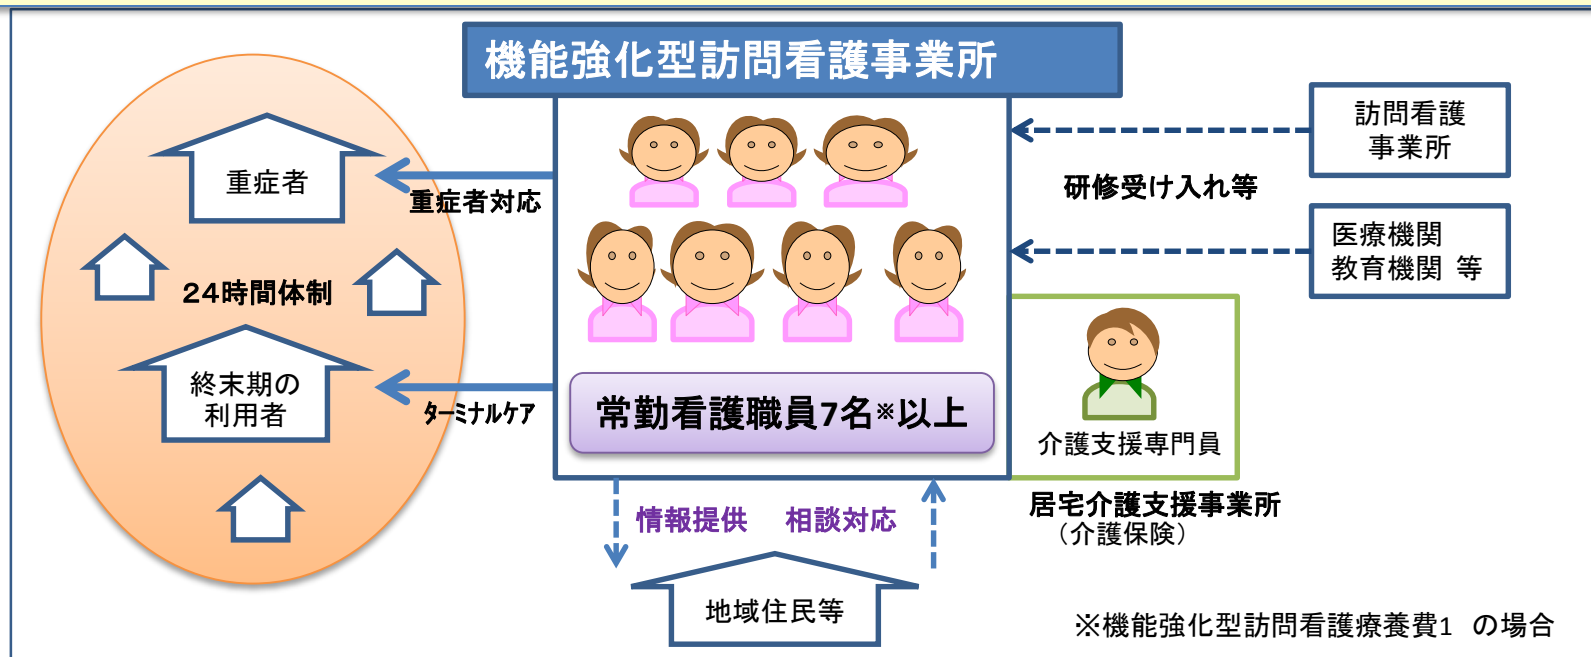 機能強化型訪問看護事業所
重症者
重症者対応
24時間体制
終末期の
利用者
ターミナルケア
常勤看護職員7名※以上
訪問看護
事業所
研修受け入れ等
医療機関
教育機関 等
介護支援専門員
居宅介護支援事業所
（介護保険）
情報提供
相談対応
地域住民等
※機能強化型訪問看護療養費1 の場合